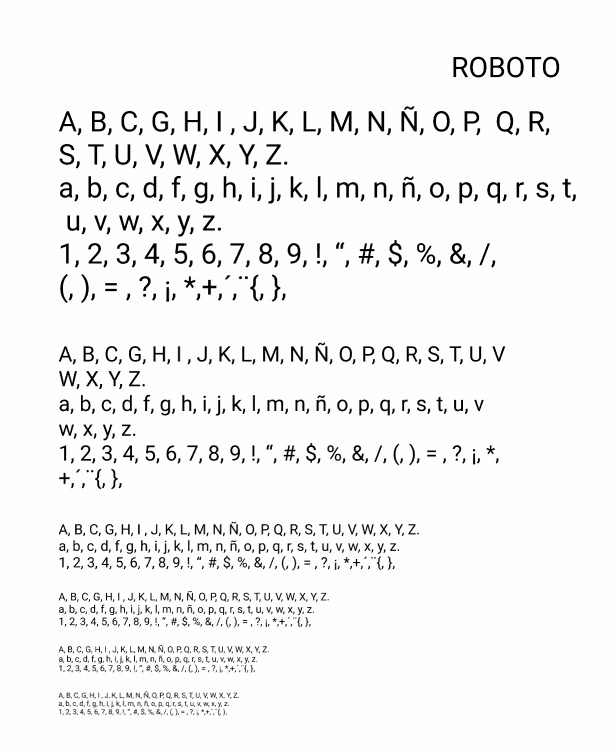 ROBOTO
A, B, C, G, H, I , J, K, L, M, N, Ñ, O, P,  Q, R,
S, T, U, V, W, X, Y, Z.
a, b, c, d, f, g, h, i, j, k, l, m, n, ñ, o, p, q, r, s, t,
u, v, w, x, y, z.
1, 2, 3, 4, 5, 6, 7, 8, 9, !, “, #, $, %, &, /,
(, ), = , ?, ¡, *,+,´,¨{, },
A, B, C, G, H, I , J, K, L, M, N, Ñ, O, P, Q, R, S, T, U, V
W, X, Y, Z.
a, b, c, d, f, g, h, i, j, k, l, m, n, ñ, o, p, q, r, s, t, u, v
w, x, y, z.
1, 2, 3, 4, 5, 6, 7, 8, 9, !, “, #, $, %, &, /, (, ), = , ?, ¡, *,
+,´,¨{, },
A, B, C, G, H, I , J, K, L, M, N, Ñ, O, P, Q, R, S, T, U, V, W, X, Y, Z.
a, b, c, d, f, g, h, i, j, k, l, m, n, ñ, o, p, q, r, s, t, u, v, w, x, y, z.
1, 2, 3, 4, 5, 6, 7, 8, 9, !, “, #, $, %, &, /, (, ), = , ?, ¡, *,+,´,¨{, },
A, B, C, G, H, I , J, K, L, M, N, Ñ, O, P, Q, R, S, T, U, V, W, X, Y, Z.
a, b, c, d, f, g, h, i, j, k, l, m, n, ñ, o, p, q, r, s, t, u, v, w, x, y, z.
1, 2, 3, 4, 5, 6, 7, 8, 9, !, “, #, $, %, &, /, (, ), = , ?, ¡, *,+,´,¨{, },
A, B, C, G, H, I , J, K, L, M, N, Ñ, O, P, Q, R, S, T, U, V, W, X, Y, Z.
a, b, c, d, f, g, h, i, j, k, l, m, n, ñ, o, p, q, r, s, t, u, v, w, x, y, z.
1, 2, 3, 4, 5, 6, 7, 8, 9, !, “, #, $, %, &, /, (, ), = , ?, ¡, *,+,´,¨{, },
A, B, C, G, H, I , J, K, L, M, N, Ñ, O, P, Q, R, S, T, U, V, W, X, Y, Z.
a, b, c, d, f, g, h, i, j, k, l, m, n, ñ, o, p, q, r, s, t, u, v, w, x, y, z.
1, 2, 3, 4, 5, 6, 7, 8, 9, !, “, #, $, %, &, /, (, ), = , ?, ¡, *,+,´,¨{, },